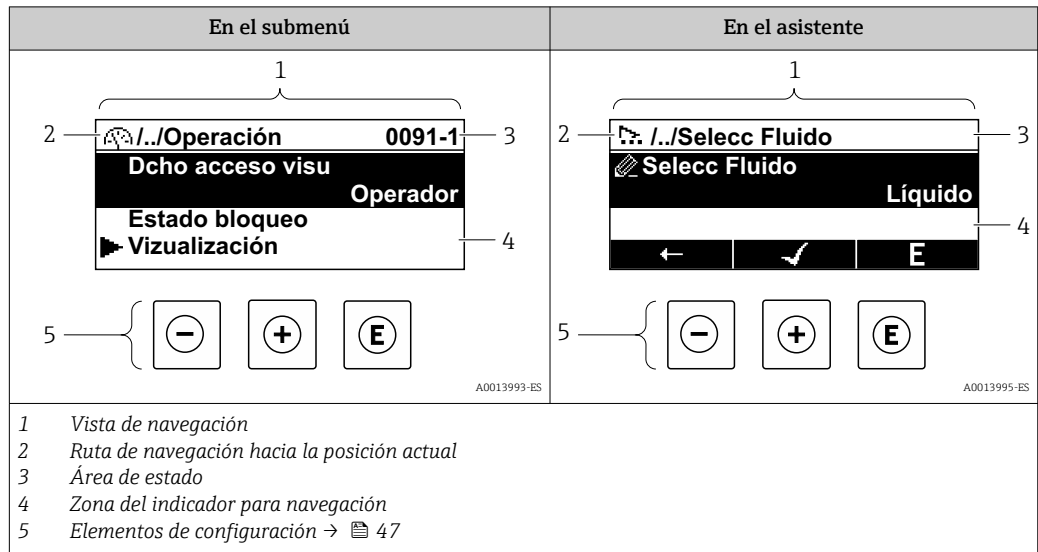 En el submenú
En el asistente
1
2
/../Operación 0091-1
3
Dcho acceso visu
Operador
Estado bloqueo
Vizualización
4
5
- + E
A0013993-ES
1
2
/../Selecc Fluido
3
Selecc Fluido
Líquido
4
← ✓ E
5
- + E
A0013995-ES
1 Vista de navegación
2 Ruta de navegación hacia la posición actual
3 Área de estado
4 Zona del indicador para navegación
5 Elementos de configuración → 47